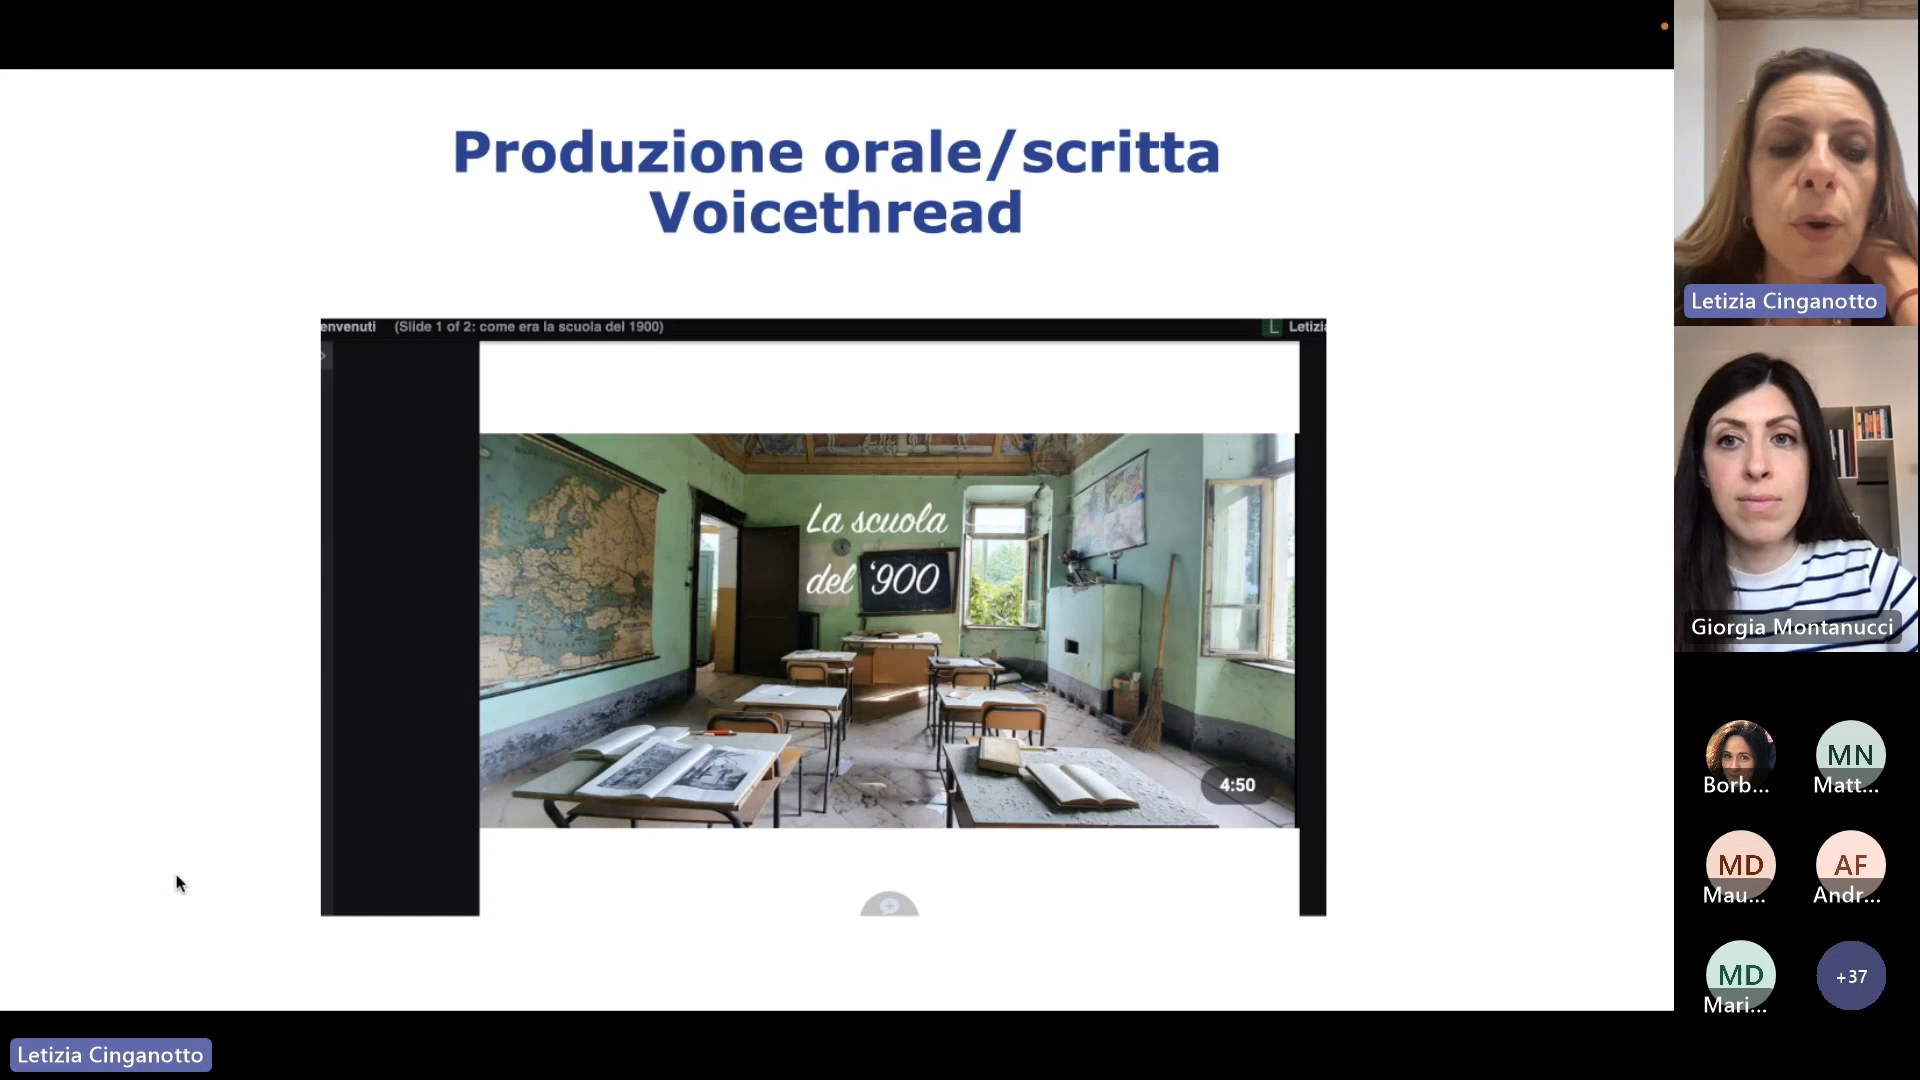 Produzione orale/scritta
Voicethread
envenuti (Slide 1 of 2: come era la scuola del 1900)
L Letizia
La scuola
del '900
4:50
Letizia Cinganotto
Giorgia Montanucci
MN
Borb...
Matt...
MD
AF
Mau...
Andr...
MD
+37
Mari...
Letizia Cinganotto